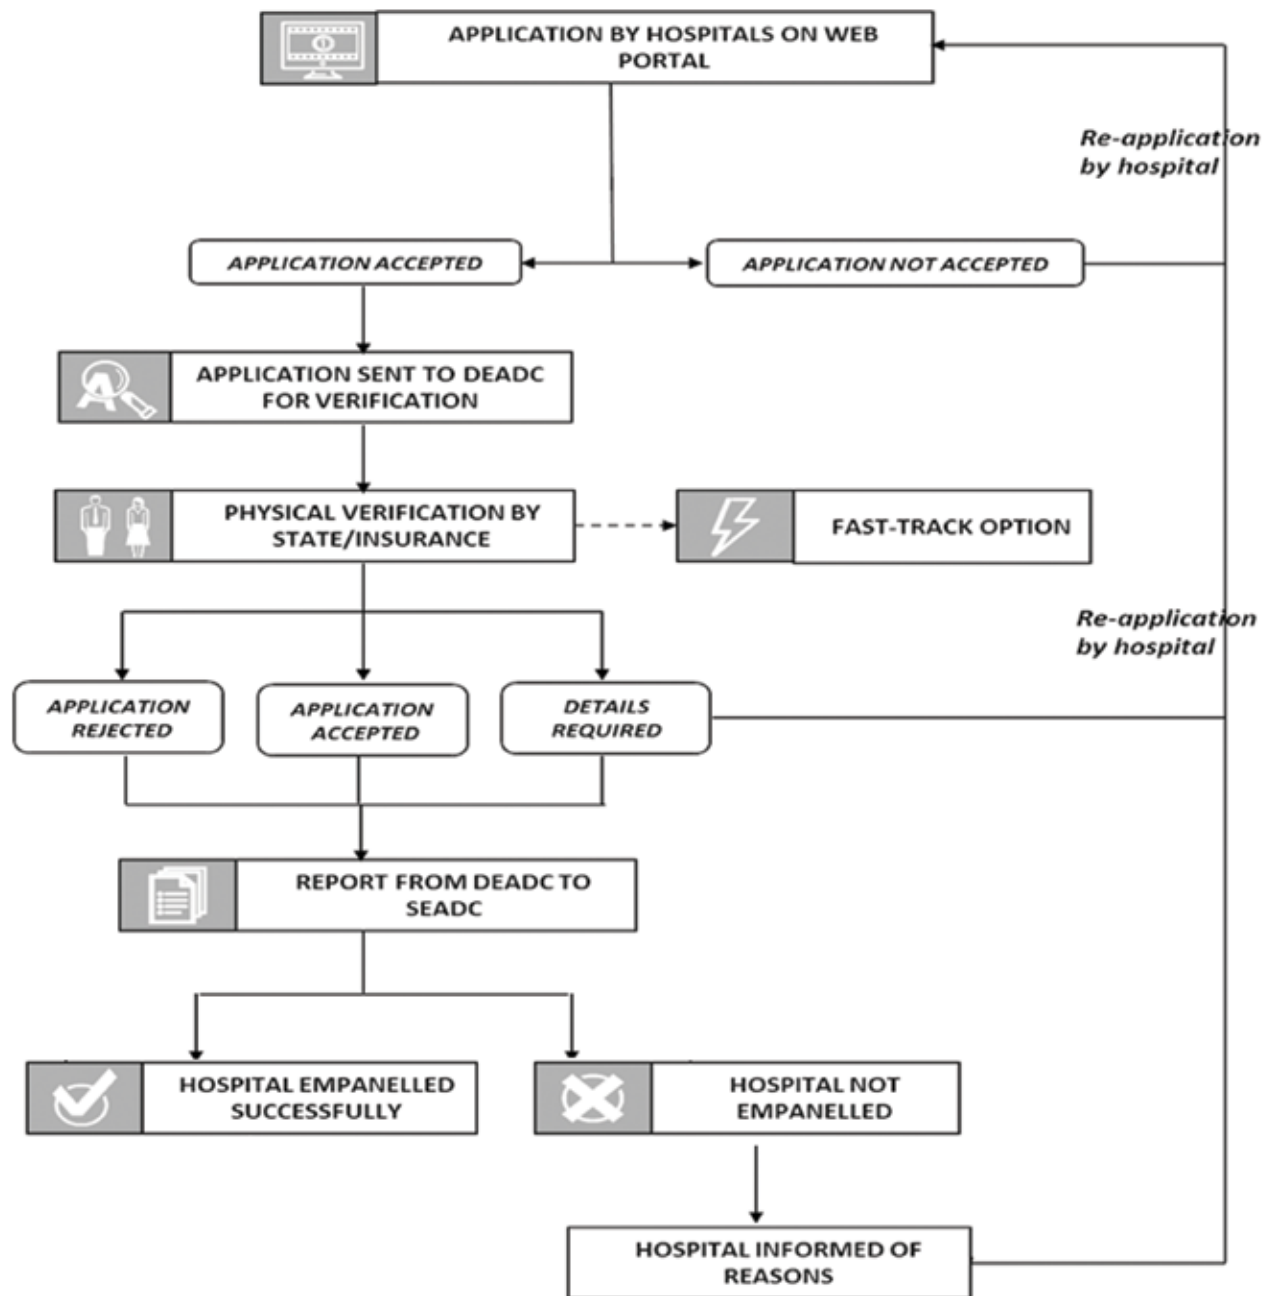 APPLICATION BY HOSPITALS ON WEB
PORTAL
Re-application
by hospital
APPLICATION ACCEPTED
APPLICATION NOT ACCEPTED
APPLICATION SENT TO DEADC
FOR VERIFICATION
PHYSICAL VERIFICATION BY
STATE/INSURANCE
FAST-TRACK OPTION
Re-application
by hospital
APPLICATION
REJECTED
APPLICATION
ACCEPTED
DETAILS
REQUIRED
REPORT FROM DEADC TO
SEADC
HOSPITAL EMPANELLED
SUCCESSFULLY
HOSPITAL NOT
EMPANELLED
HOSPITAL INFORMED OF
REASONS